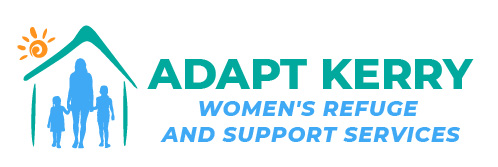 ADAPT KERRY
WOMEN'S REFUGE
AND SUPPORT SERVICES